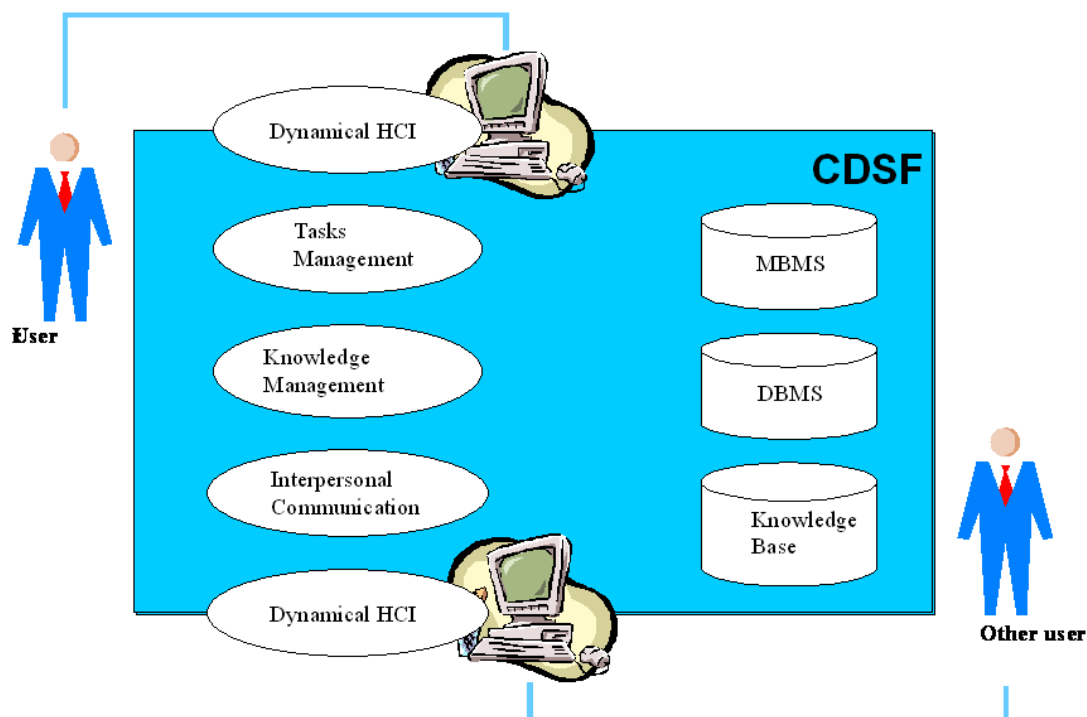 Dynamical HCI
CDSF
Tasks
Management
MBMS
User
Knowledge
Management
DBMS
Interpersonal
Communication
Knowledge
Base
Dynamical HCI
Other user